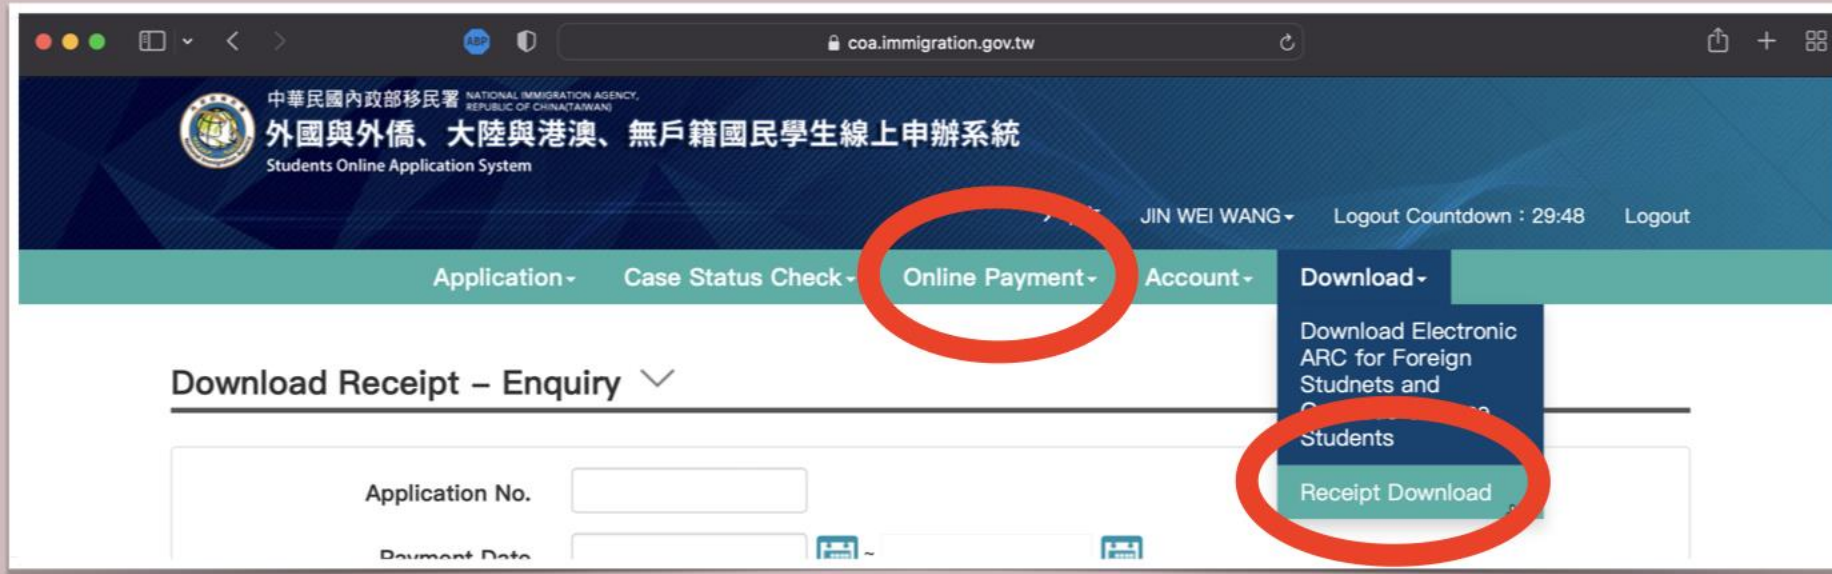 ABP
coa.immigration.gov.tw
中華民國內政部移民署 NATIONAL IMMIGRATION AGENCY, REPUBLIC OF CHINA(TAIWAN)
外國與外僑、大陸與港澳、無戶籍國民學生線上申辦系統
Students Online Application System
JIN WEI WANG
Logout Countdown：29:48
Logout
Application
Case Status Check
Online Payment
Account
Download
Download Electronic
ARC for Foreign
Studnets and
Students
Receipt Download
Download Receipt – Enquiry
Application No.
Payment Date
~